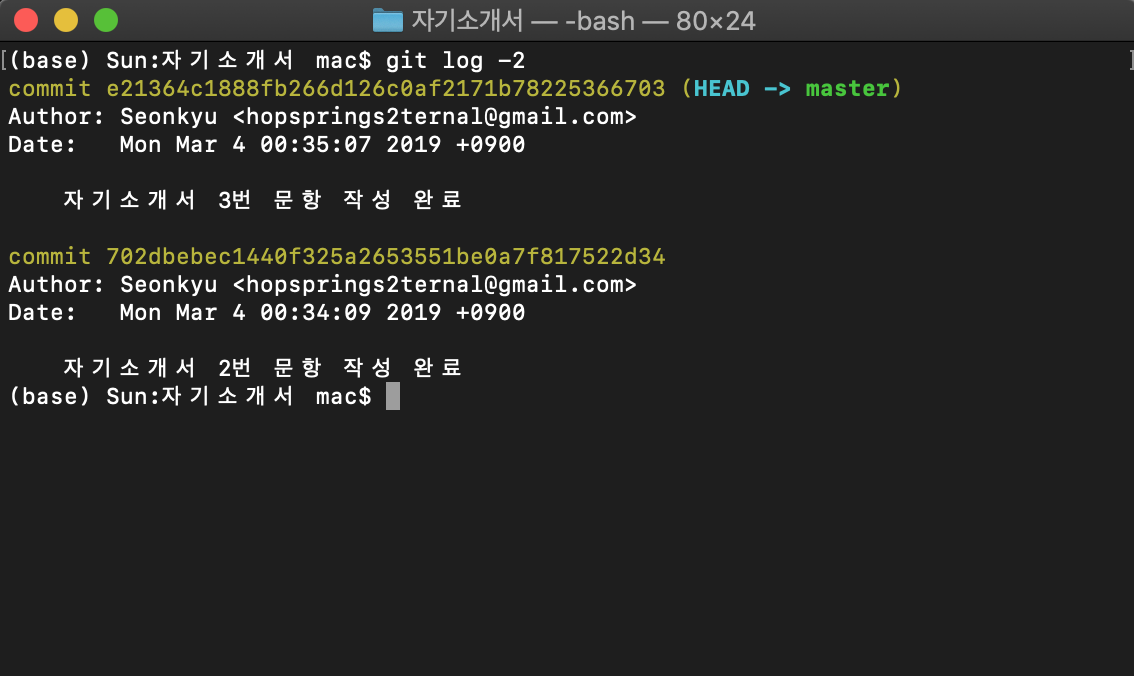 자기소개서 — -bash — 80×24
(base) Sun:자기소개서 mac$ git log -2
commit e21364c1888fb266d126c0af2171b78225366703 (HEAD -> master)
Author: Seonkyu <hopsprings2ternal@gmail.com>
Date:   Mon Mar 4 00:35:07 2019 +0900
자기소개서 3번 문항 작성 완료
commit 702dbebec1440f325a2653551be0a7f817522d34
Author: Seonkyu <hopsprings2ternal@gmail.com>
Date:   Mon Mar 4 00:34:09 2019 +0900
자기소개서 2번 문항 작성 완료
(base) Sun:자기소개서 mac$